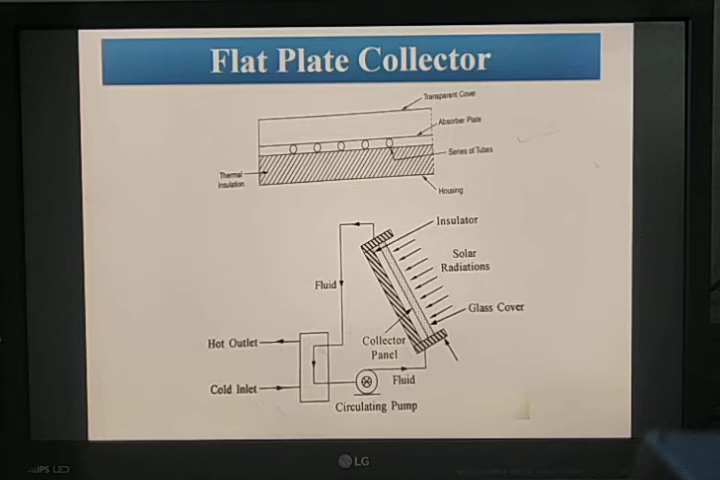 Flat Plate Collector
Transparent Cover
Absorber Plate
Series of Tubes
Thermal
Insulation
Housing
Insulator
Solar
Radiations
Fluid
Glass Cover
Hot Outlet
Collector
Panel
Cold Inlet
Fluid
Circulating Pump
LG